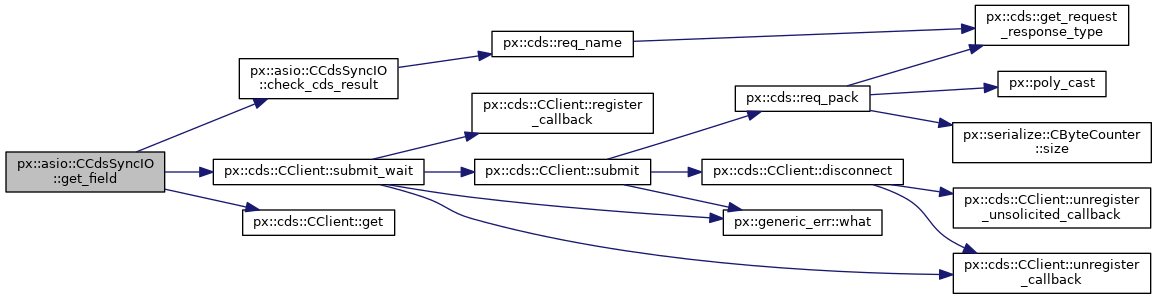 px::asio::CCdsSyncIO
::get_field
px::asio::CCdsSyncIO
::check_cds_result
px::cds::CClient::submit_wait
px::cds::CClient::get
px::cds::req_name
px::cds::CClient::register
_callback
px::cds::CClient::submit
px::cds::req_pack
px::cds::CClient::disconnect
px::generic_err::what
px::cds::get_request
_response_type
px::poly_cast
px::serialize::CByteCounter
::size
px::cds::CClient::unregister
_unsolicited_callback
px::cds::CClient::unregister
_callback